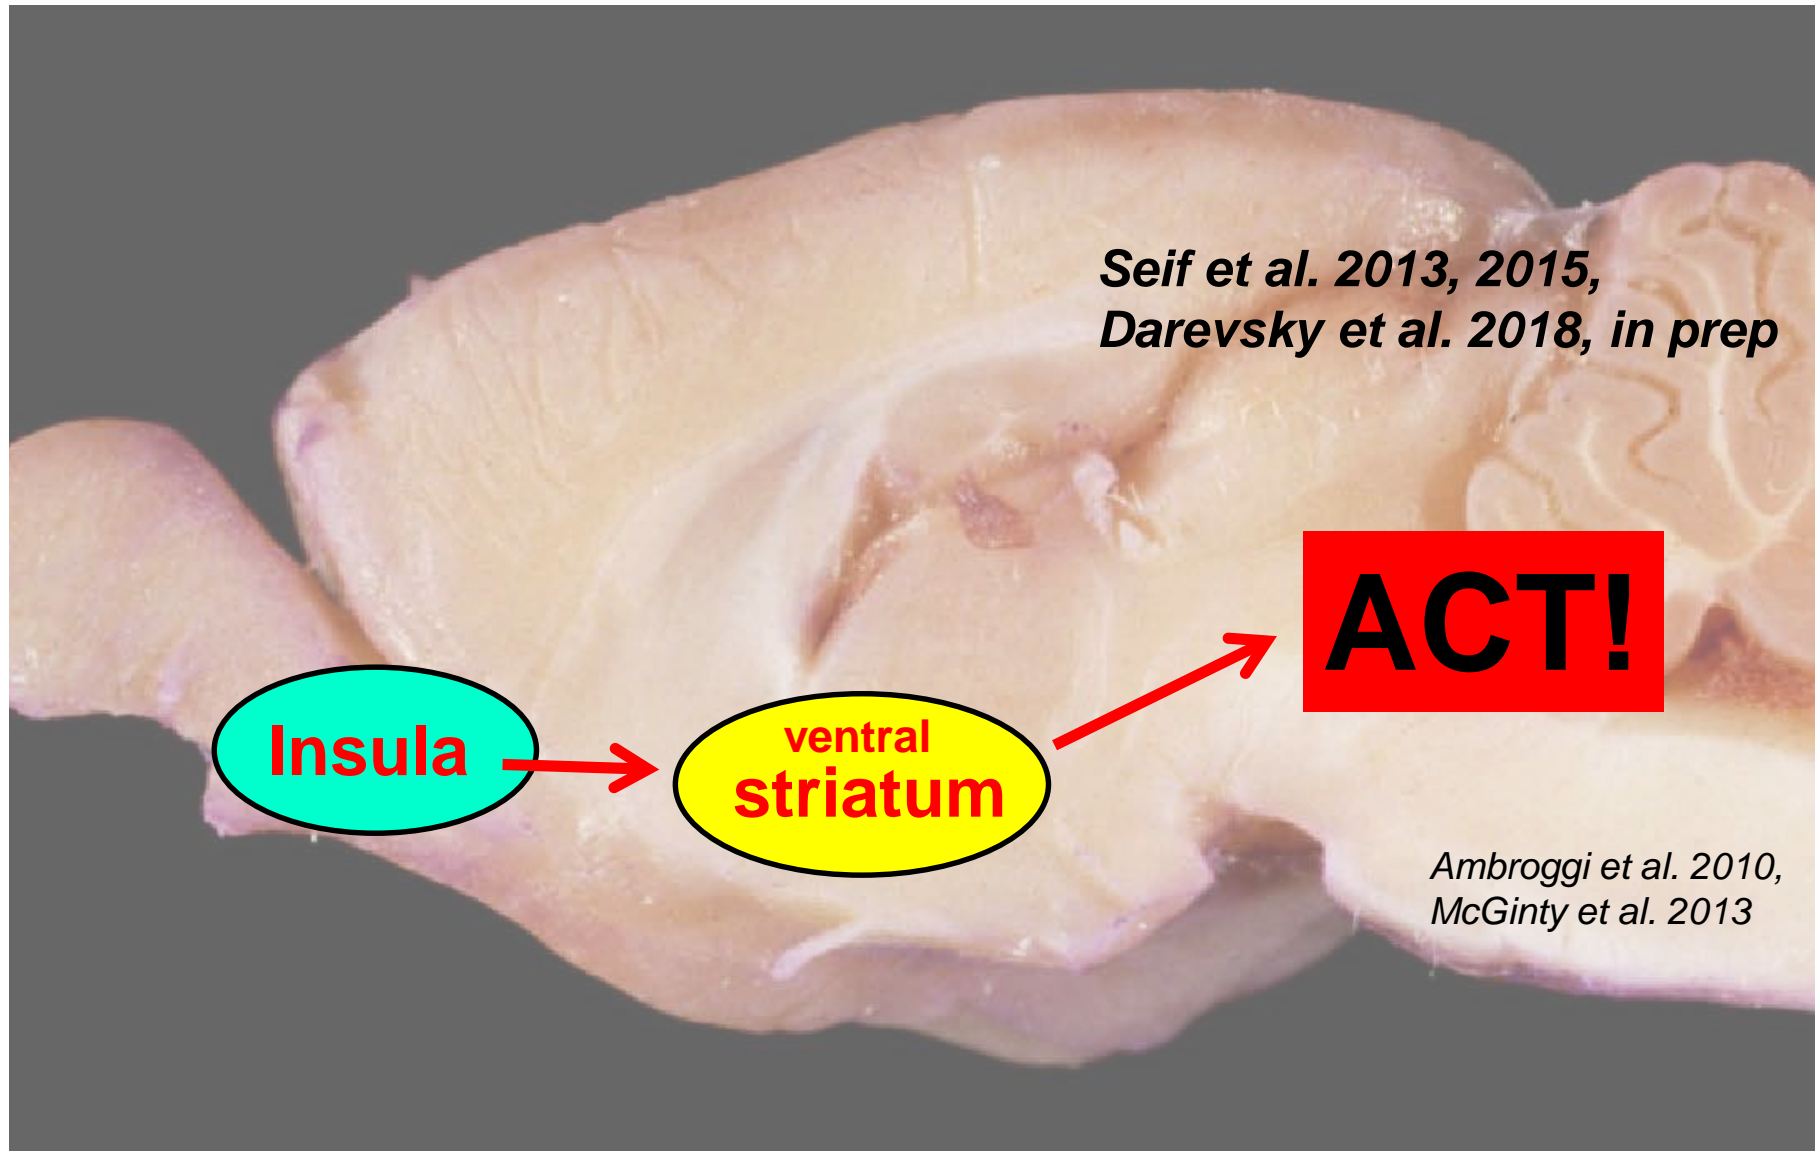 Seif et al. 2013, 2015,
Darevsky et al. 2018, in prep
ACT!
Insula
ventral
striatum
Ambroggi et al. 2010,
McGinty et al. 2013